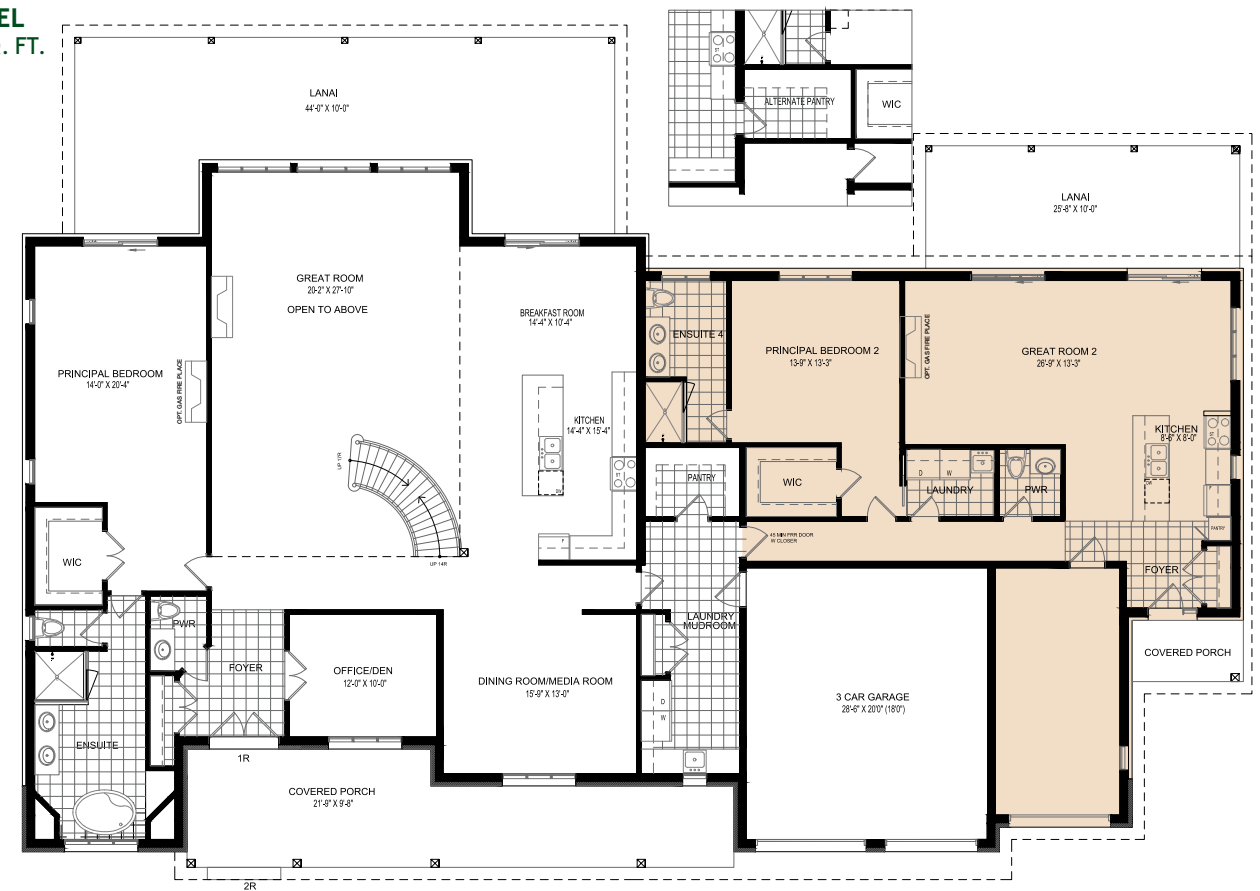 EL
. FT.
LANAI
44'-0" X 10'-0"
ST
ALTERNATE PANTRY
WIC
LANAI
25'-8" X 10'-0"
GREAT ROOM
20-2" X 27'-10"
OPEN TO ABOVE
BREAKFAST ROOM
14'-4" X 10'-4"
PRINCIPAL BEDROOM
14'-0" X 20'-4"
OPT. GAS FIRE PLACE
KITCHEN
14'-4" X 15'-4"
ST
UP 17R
UP 14R
F
PANTRY
ENSUITE 4
PRINCIPAL BEDROOM 2
13-9" X 13'-3"
OPT. GAS FIRE PLACE
GREAT ROOM 2
26'-9" X 13'-3"
KITCHEN
8'-6" X 8'-0"
ST
WIC
D
W
LAUNDRY
PWR
F
PANTRY
45 MIN FRR DOOR
W CLOSER
FOYER
COVERED PORCH
WIC
PWR
FOYER
OFFICE/DEN
12'-0" X 10'-0"
DINING ROOM/MEDIA ROOM
15'-9" X 13'-0"
LAUNDRY
MUDROOM
D
W
3 CAR GARAGE
28'-6" X 20'0" (18'0")
ENSUITE
1R
COVERED PORCH
21'-9" X 9'-8"
2R